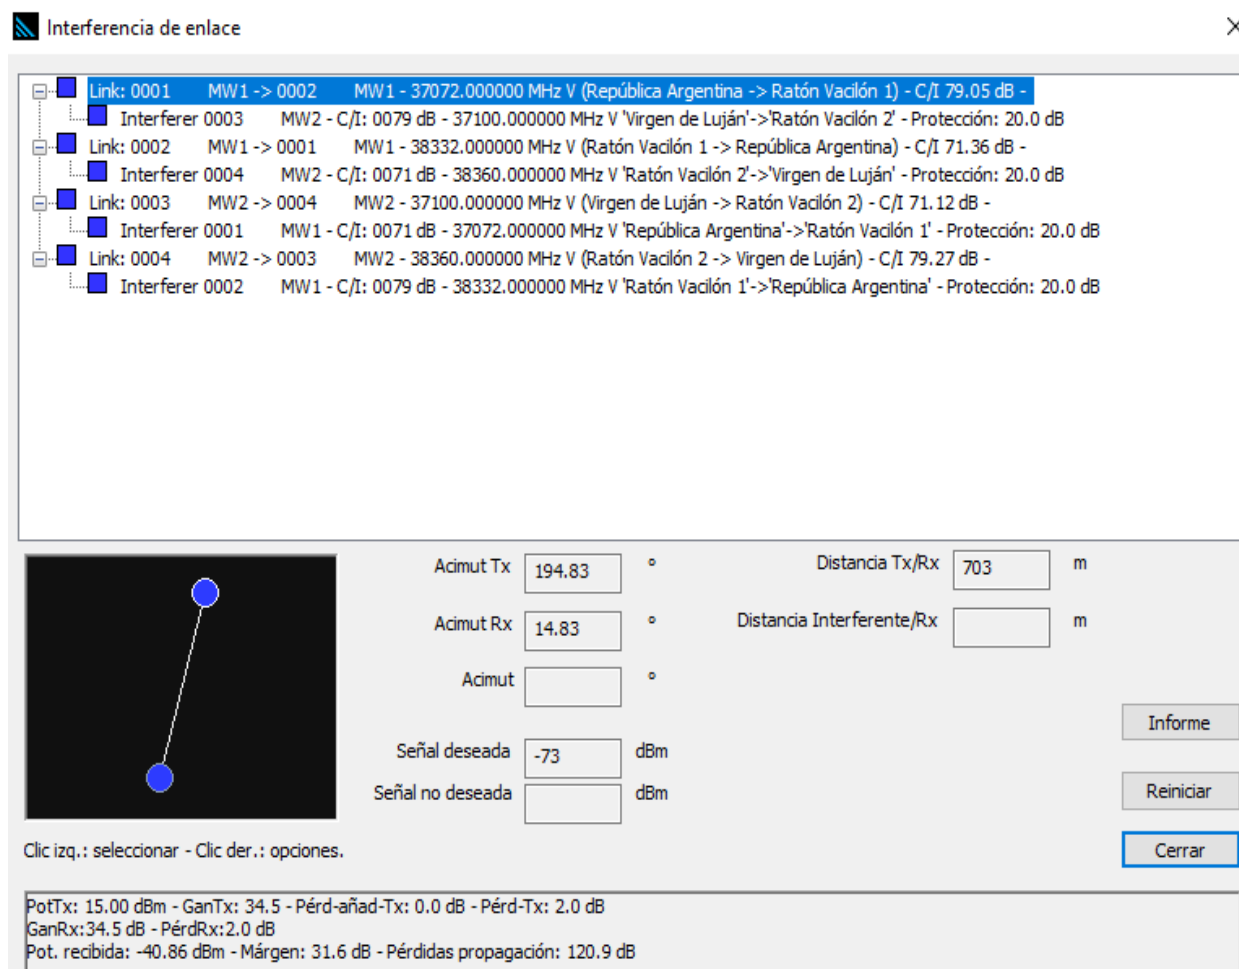 Interferencia de enlace
Link: 0001 MW1 -> 0002 MW1 - 37072.000000 MHz V (República Argentina -> Ratón Vacilón 1) - C/I 79.05 dB -
Interferer 0003 MW2 - C/I: 0079 dB - 37100.000000 MHz V 'Virgen de Luján'->'Ratón Vacilón 2' - Protección: 20.0 dB
Link: 0002 MW1 -> 0001 MW1 - 38332.000000 MHz V (Ratón Vacilón 1 -> República Argentina) - C/I 71.36 dB -
Interferer 0004 MW2 - C/I: 0071 dB - 38360.000000 MHz V 'Ratón Vacilón 2'->'Virgen de Luján' - Protección: 20.0 dB
Link: 0003 MW2 -> 0004 MW2 - 37100.000000 MHz V (Virgen de Luján -> Ratón Vacilón 2) - C/I 71.12 dB -
Interferer 0001 MW1 - C/I: 0071 dB - 37072.000000 MHz V 'República Argentina'->'Ratón Vacilón 1' - Protección: 20.0 dB
Link: 0004 MW2 -> 0003 MW2 - 38360.000000 MHz V (Ratón Vacilón 2 -> Virgen de Luján) - C/I 79.27 dB -
Interferer 0002 MW1 - C/I: 0079 dB - 38332.000000 MHz V 'Ratón Vacilón 1'->'República Argentina' - Protección: 20.0 dB
Acimut Tx 194.83 º Distancia Tx/Rx 703 m
Acimut Rx 14.83 º Distancia Interferente/Rx m
Acimut º
Informe
Señal deseada -73 dBm
Señal no deseada dBm
Reiniciar
Clic izq.: seleccionar - Clic der.: opciones.
Cerrar
PotTx: 15.00 dBm - GanTx: 34.5 - Pérd-añad-Tx: 0.0 dB - Pérd-Tx: 2.0 dB
GanRx:34.5 dB - PérdRx:2.0 dB
Pot. recibida: -40.86 dBm - Márgen: 31.6 dB - Pérdidas propagación: 120.9 dB